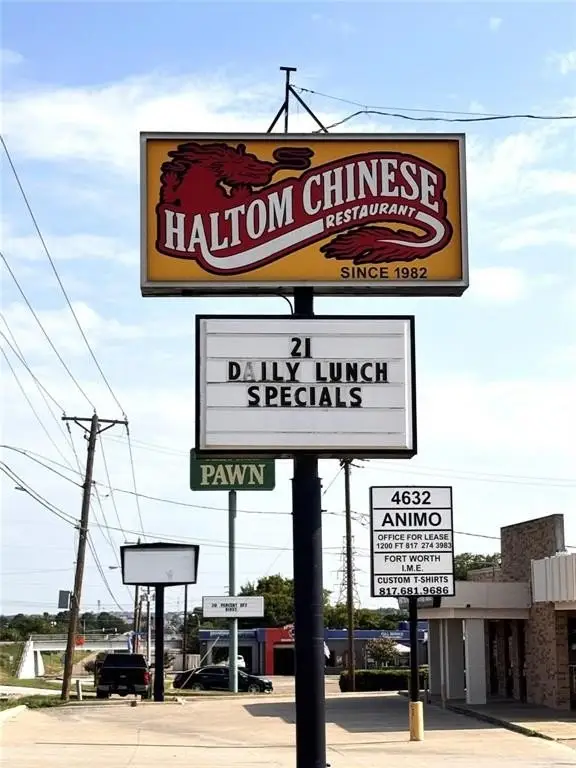 HALTOM CHINESE
RESTAURANT
SINCE 1982
21
DAILY LUNCH
SPECIALS
PAWN
4632
ANIMO
OFFICE FOR LEASE
1200 FT 817 274 3983
FORT WORTH
I.M.E.
CUSTOM T-SHIRTS
817.681.9686